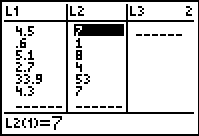 L1 L2 L3 2
4.5 7 ------
.6 1
5.1 8
2.7 4
33.9 53
4.3 7
------ ------
L2(1)=7